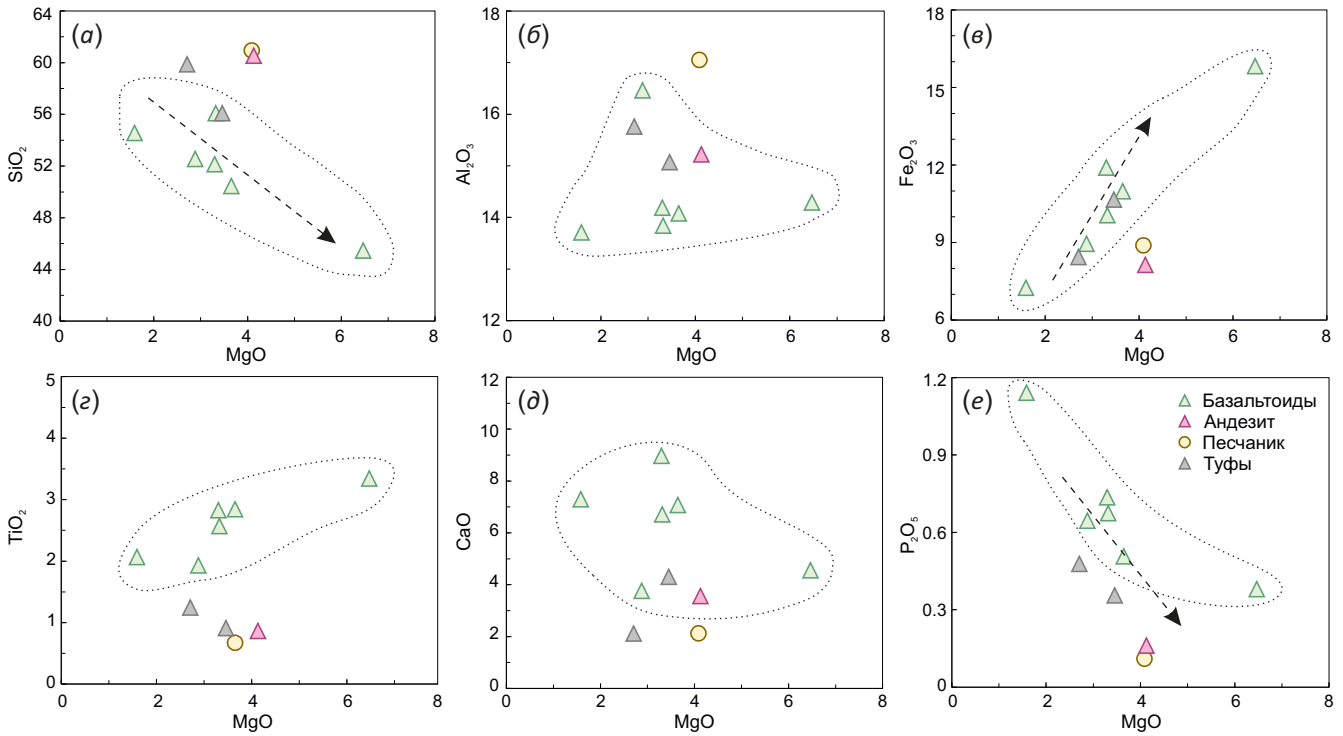 (а)
64
60
56
52
48
44
40
SiO2
0
2
4
6
8
MgO
(б)
18
16
14
12
Al2O3
0
2
4
6
8
MgO
(в)
18
15
12
9
6
Fe2O3
0
2
4
6
8
MgO
(г)
5
4
3
2
1
0
TiO2
0
2
4
6
8
MgO
(д)
12
10
8
6
4
2
0
CaO
0
2
4
6
8
MgO
(е)
1.2
0.9
0.6
0.3
0
P2O5
0
2
4
6
8
MgO
Базальтоиды
Андезит
Песчаник
Туфы